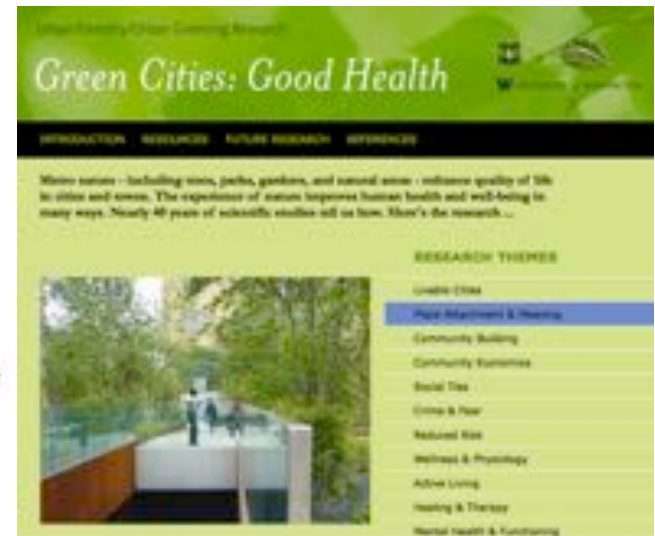 Urban Forestry/Urban Greening Research
Green Cities: Good Health
INTRODUCTION RESOURCES FUTURE RESEARCH REFERENCES
Metro nature - including trees, parks, gardens, and natural areas - enhance quality of life
in cities and towns. The experience of nature improves human health and well-being in
many ways. Nearly 40 years of scientific studies tell us how. Here's the research ...
RESEARCH THEMES
Livable Cities
Place Attachment & Meaning
Community Building
Community Economics
Social Ties
Crime & Fear
Reduced Risk
Wellness & Physiology
Active Living
Healing & Therapy
Mental Health & Functioning